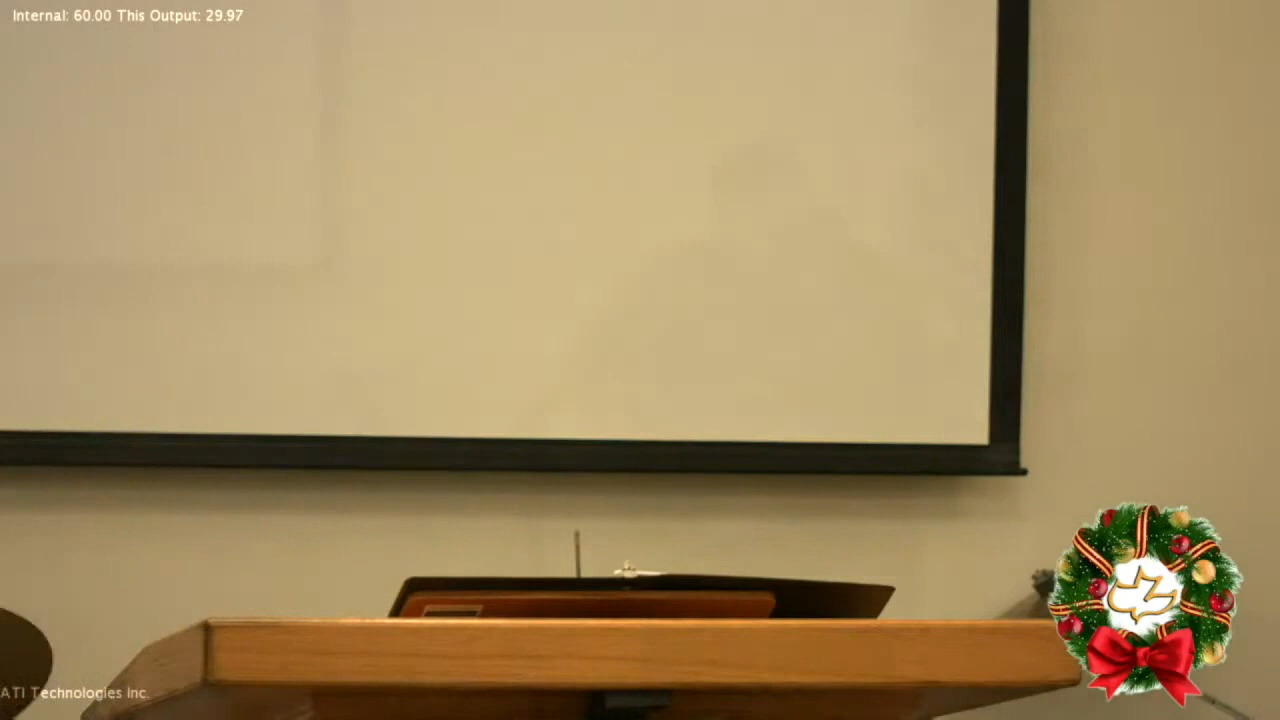 Internal: 60.00 This Output: 29.97
ATI Technologies Inc.